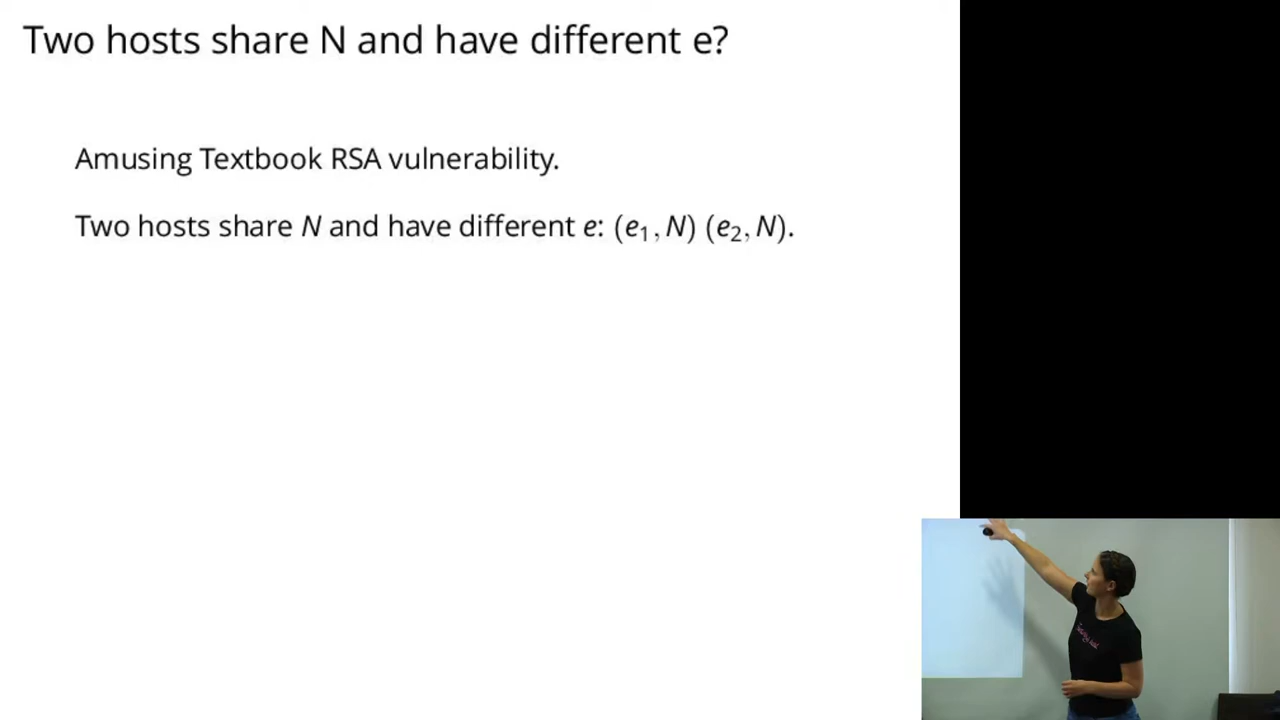 Two hosts share N and have different e?
Amusing Textbook RSA vulnerability.
Two hosts share N and have different e: (e₁, N) (e₂, N).